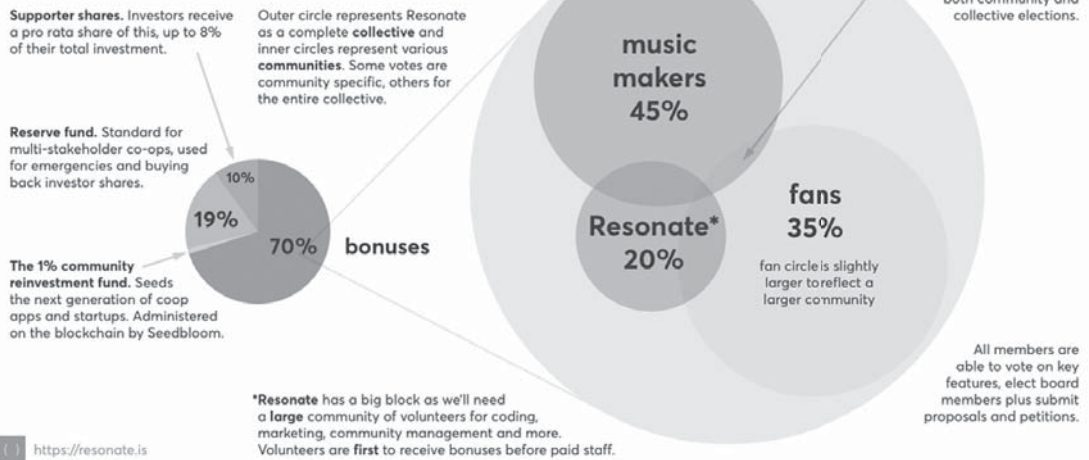 Supporter shares. Investors receive
a pro rata share of this, up to 8%
of their total investment.
Outer circle represents Resonate
as a complete collective and
inner circles represent various
communities. Some votes are
community specific, others for
the entire collective.
both community and
collective elections.
music
makers
45%
Reserve fund. Standard for
multi-stakeholder co-ops, used
for emergencies and buying
back investor shares.
10%
19%
70%
bonuses
Resonate*
20%
fans
35%
fan circle is slightly
larger to reflect a
larger community
The 1% community
reinvestment fund. Seeds
the next generation of coop
apps and startups. Administered
on the blockchain by Seedbloom.
All members are
able to vote on key
features, elect board
members plus submit
proposals and petitions.
*Resonate has a big block as we'll need
a large community of volunteers for coding,
marketing, community management and more.
Volunteers are first to receive bonuses before paid staff.
https://resonate.is